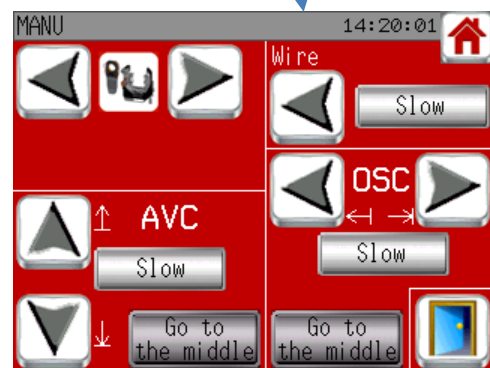 MANU 14:20:01
Wire
Slow
OSC
Slow
AVC
Slow
Go to
the middle
Go to
the middle